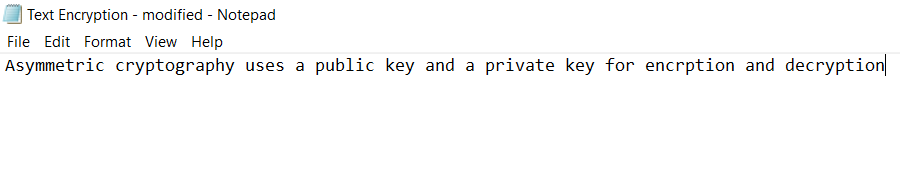 Text Encryption - modified - Notepad
File Edit Format View Help
Asymmetric cryptography uses a public key and a private key for encrption and decryption